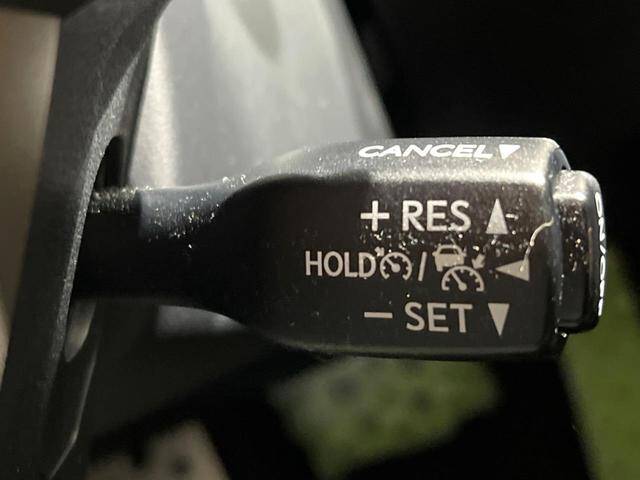 CANCEL▼
+ RES ▲
HOLD / ◀
− SET ▼